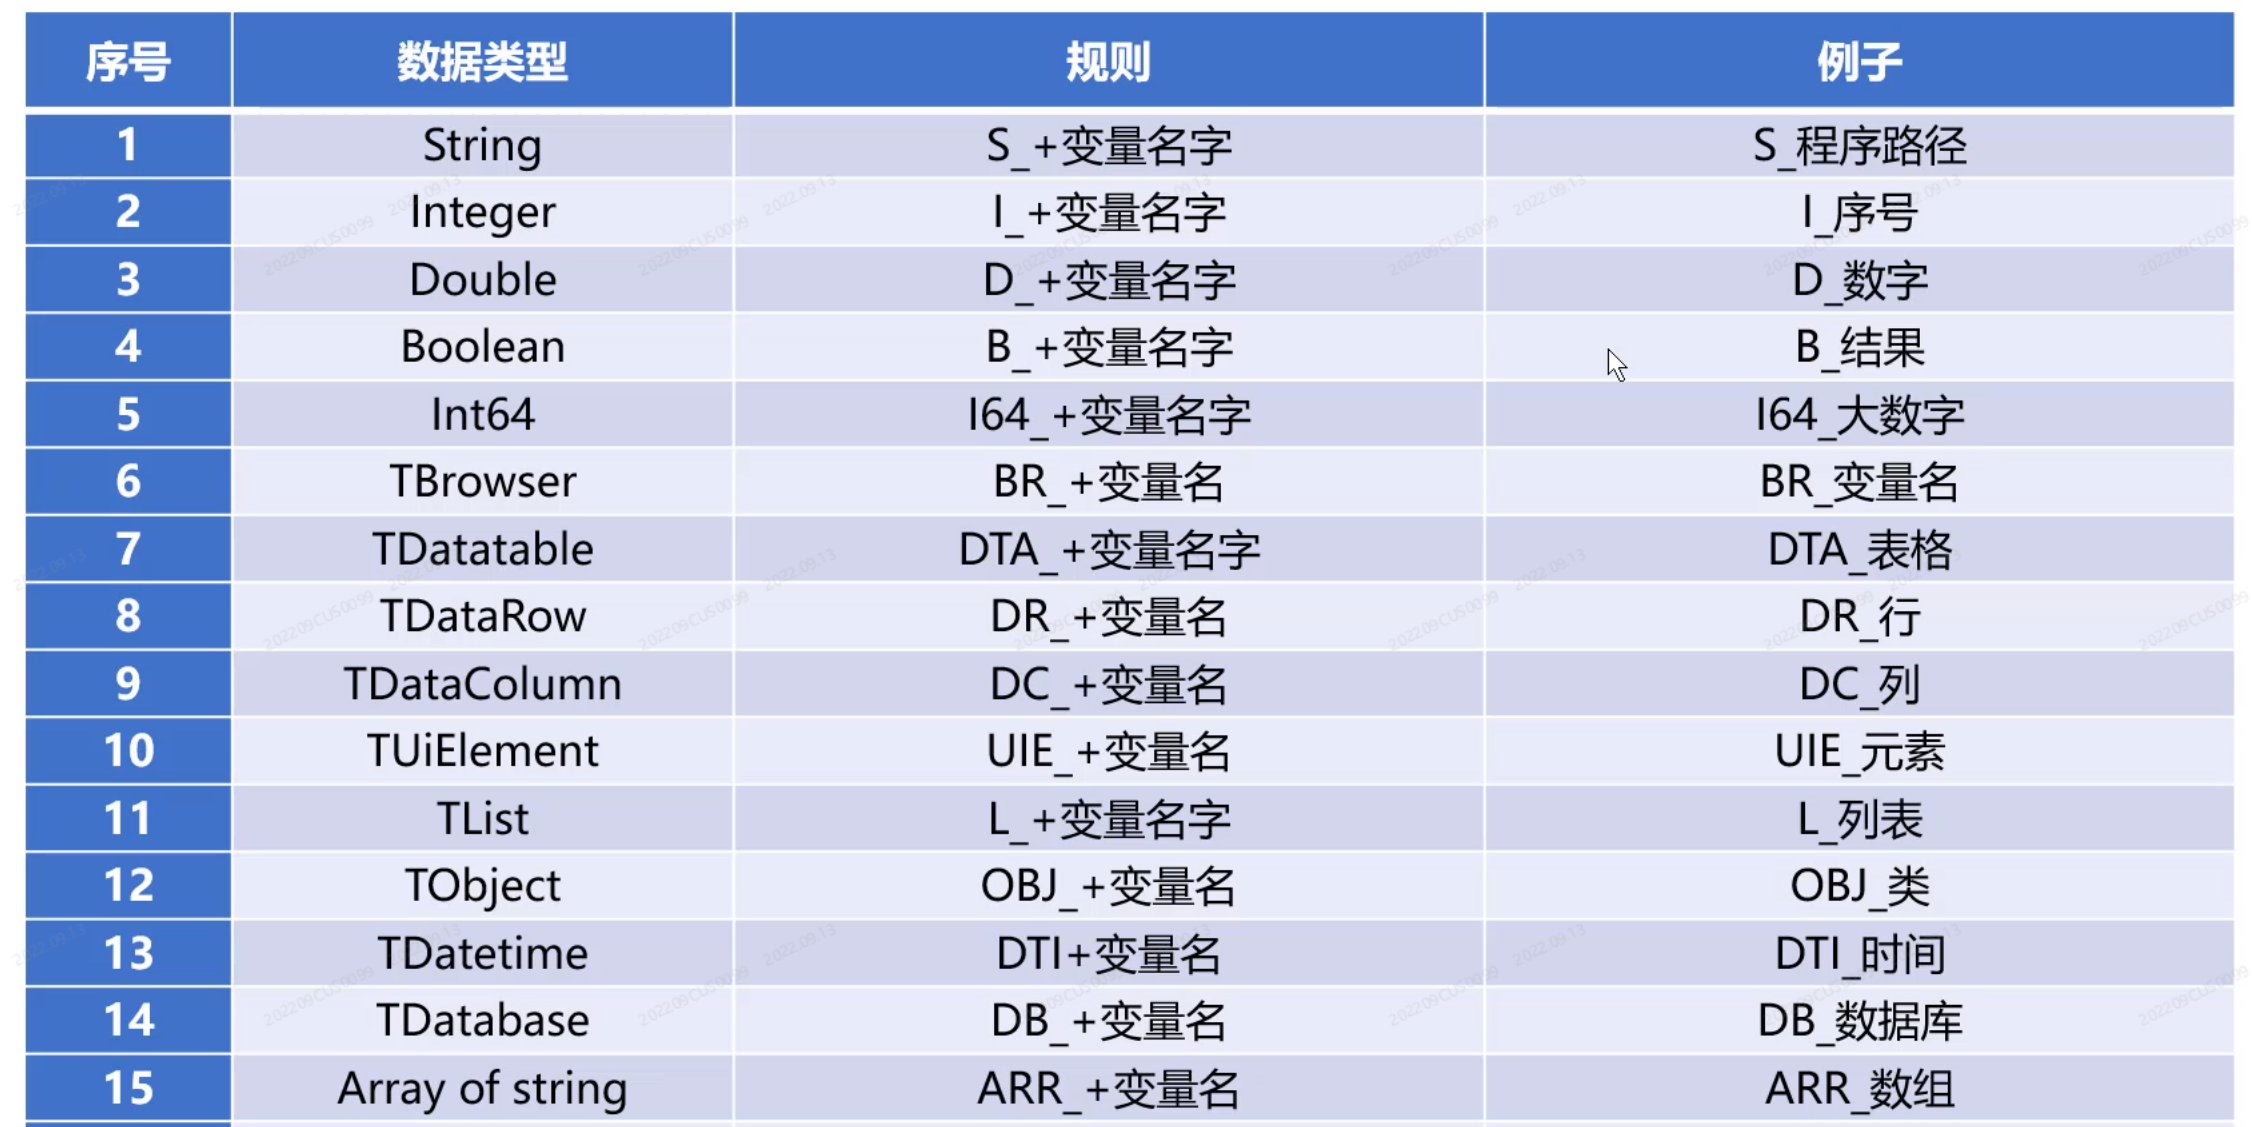 序号 数据类型 规则 例子
1 String S_+变量名字 S_程序路径
2 Integer I_+变量名字 I_序号
3 Double D_+变量名字 D_数字
4 Boolean B_+变量名字 B_结果
5 Int64 I64_+变量名字 I64_大数字
6 TBrowser BR_+变量名 BR_变量名
7 TDatatable DTA_+变量名字 DTA_表格
8 TDataRow DR_+变量名 DR_行
9 TDataColumn DC_+变量名 DC_列
10 TUiElement UIE_+变量名 UIE_元素
11 TList L_+变量名字 L_列表
12 TObject OBJ_+变量名 OBJ_类
13 TDatetime DTI+变量名 DTI_时间
14 TDatabase DB_+变量名 DB_数据库
15 Array of string ARR_+变量名 ARR_数组
2022.09.13
202209CUS0099